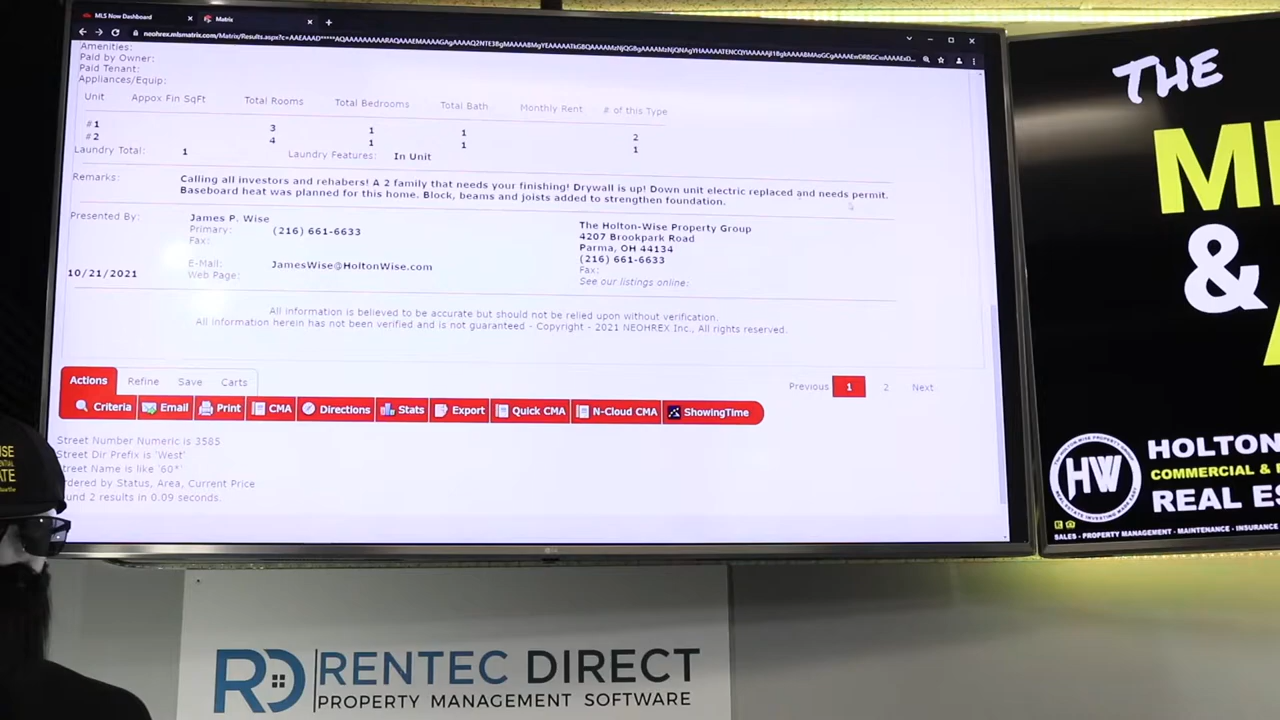 MLS Now Dashboard
Matrix
Amenities:
Paid by Owner:
Paid Tenant:
Appliances/Equip:
Unit Appox Fin SqFt Total Rooms Total Bedrooms Total Bath Monthly Rent # of this Type
#1 3 1 1 2
#2 4 1 1 1
Laundry Total: 1 Laundry Features: In Unit
Remarks: Calling all investors and rehabers! A 2 family that needs your finishing! Drywall is up! Down unit electric replaced and needs permit.
Baseboard heat was planned for this home. Block, beams and joists added to strengthen foundation.
Presented By: James P. Wise
Primary: (216) 661-6633
Fax:
E-Mail: JamesWise@HoltonWise.com
Web Page:
10/21/2021
The Holton-Wise Property Group
4207 Brookpark Road
Parma, OH 44134
(216) 661-6633
Fax:
See our listings online:
All information is believed to be accurate but should not be relied upon without verification.
All information herein has not been verified and is not guaranteed - Copyright - 2021 NEOHREX Inc., All rights reserved.
Actions Refine Save Carts
Previous 1 2 Next
Criteria Email Print CMA Directions Stats Export Quick CMA N-Cloud CMA ShowingTime
Street Number Numeric is 3585
Street Dir Prefix is 'West'
treet Name is like '60*'
dered by Status, Area, Current Price
und 2 results in 0.09 seconds.
THE
M
&
HW
HOLTON
COMMERCIAL &
REAL ES
SALES - PROPERTY MANAGEMENT - MAINTENANCE - INSURANCE
ISE
ATE
RD RENTEC DIRECT
PROPERTY MANAGEMENT SOFTWARE